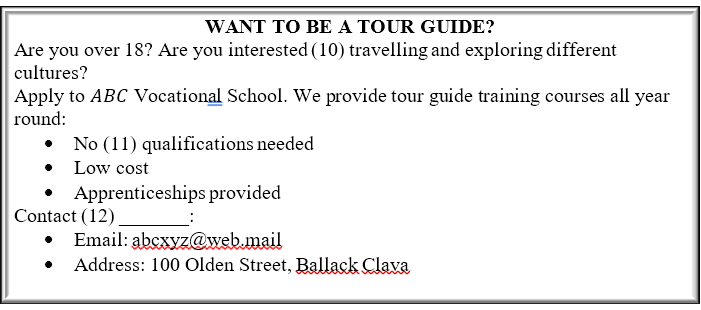 WANT TO BE A TOUR GUIDE?
Are you over 18? Are you interested (10) travelling and exploring different
cultures?
Apply to ABC Vocational School. We provide tour guide training courses all year
round:
• No (11) qualifications needed
• Low cost
• Apprenticeships provided
Contact (12) _______:
• Email: abcxyz@web.mail
• Address: 100 Olden Street, Ballack Clava